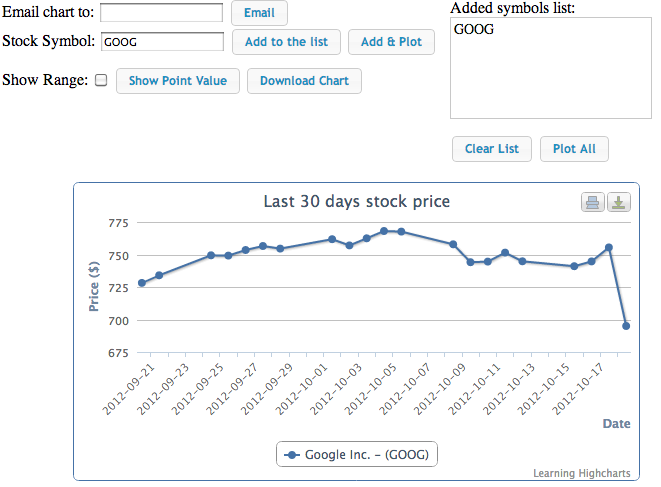 Email chart to: Email
Stock Symbol: GOOG Add to the list Add & Plot
Show Range: Show Point Value Download Chart
Added symbols list:
GOOG
Clear List Plot All
Last 30 days stock price
Price ($)
775
750
725
700
675
2012-09-21
2012-09-23
2012-09-25
2012-09-27
2012-09-29
2012-10-01
2012-10-03
2012-10-05
2012-10-07
2012-10-09
2012-10-11
2012-10-13
2012-10-15
2012-10-17
Date
Google Inc. - (GOOG)
Learning Highcharts